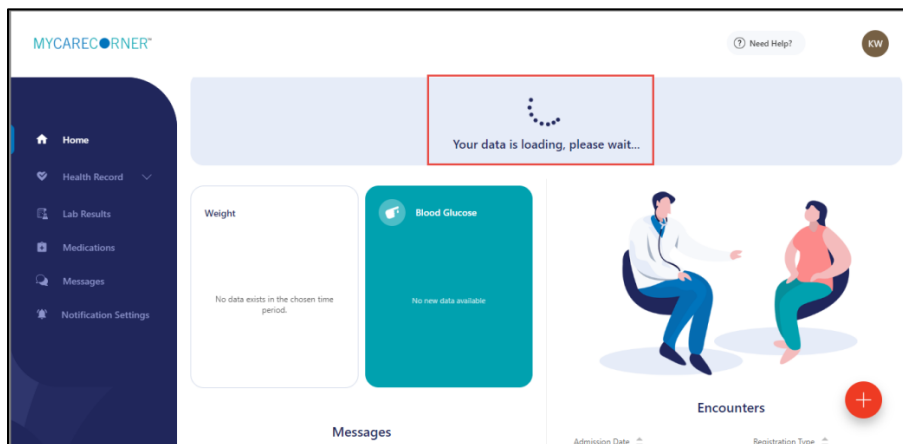 MYCARECORNER™
Need Help?
KW
Your data is loading, please wait...
Home
Health Record
Lab Results
Medications
Messages
Notification Settings
Weight
No data exists in the chosen time
period.
Blood Glucose
No new data available
Messages
Encounters
Admission Date
Registration Type